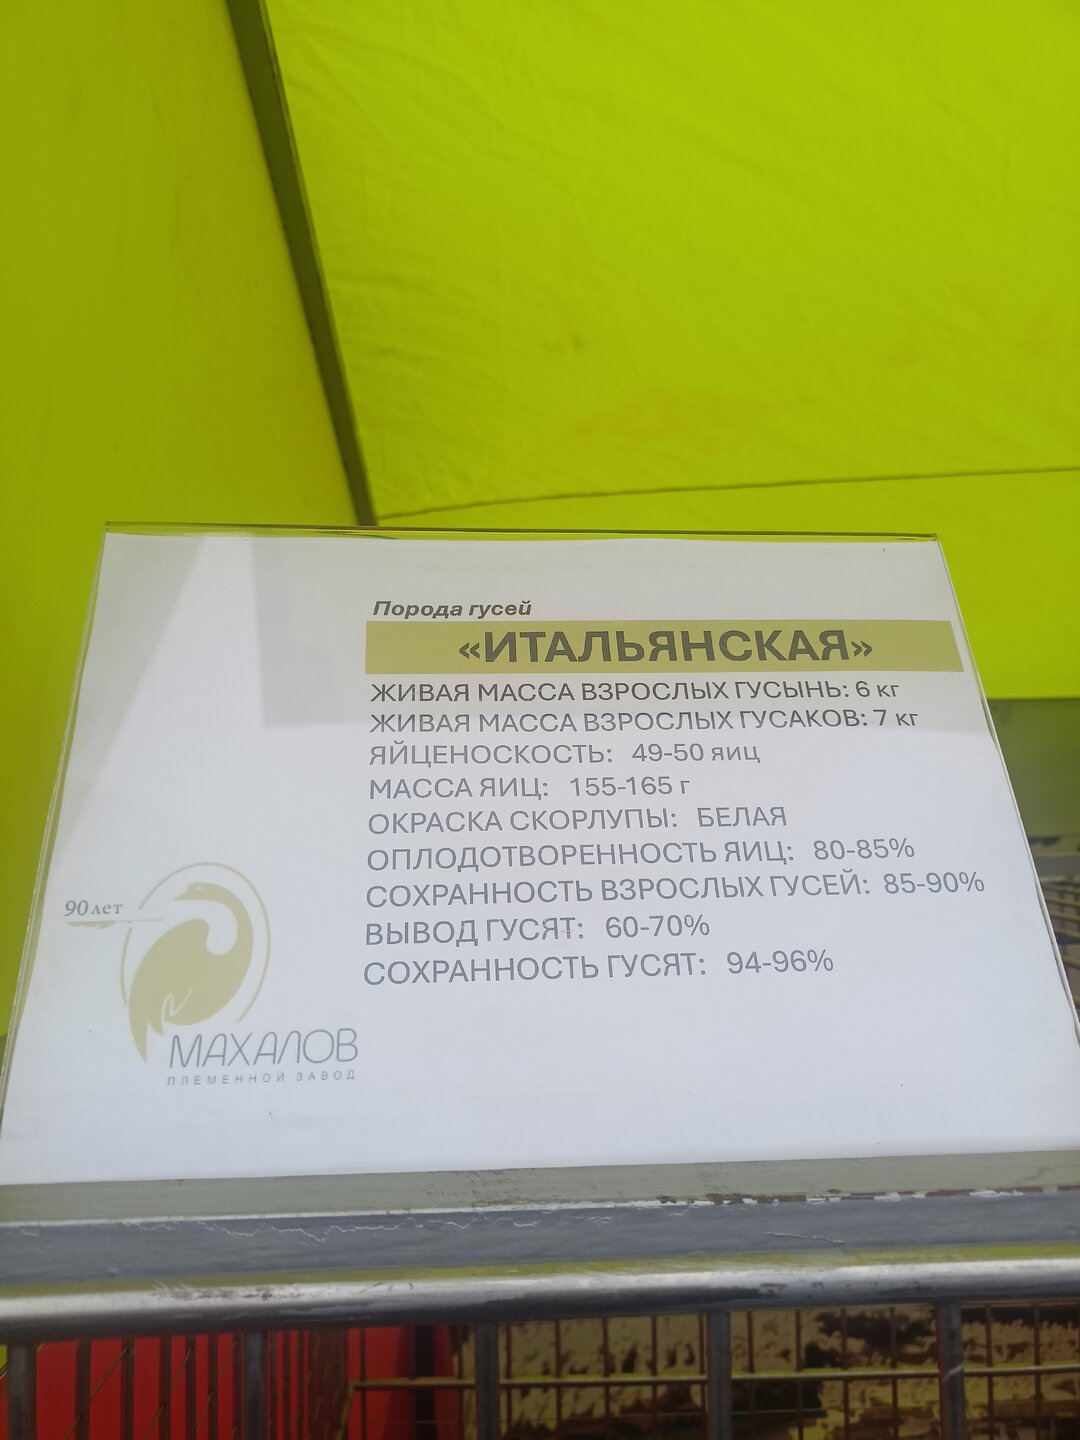 Порода гусей
«ИТАЛЬЯНСКАЯ»
ЖИВАЯ МАССА ВЗРОСЛЫХ ГУСЫНЬ: 6 кг
ЖИВАЯ МАССА ВЗРОСЛЫХ ГУСАКОВ: 7 кг
ЯЙЦЕНОСКОСТЬ: 49-50 яиц
МАССА ЯИЦ: 155-165 г
ОКРАСКА СКОРЛУПЫ: БЕЛАЯ
ОПЛОДОТВОРЕННОСТЬ ЯИЦ: 80-85%
СОХРАННОСТЬ ВЗРОСЛЫХ ГУСЕЙ: 85-90%
ВЫВОД ГУСЯТ: 60-70%
СОХРАННОСТЬ ГУСЯТ: 94-96%
90 лет
МАХАЛОВ
ПЛЕМЕННОЙ ЗАВОД